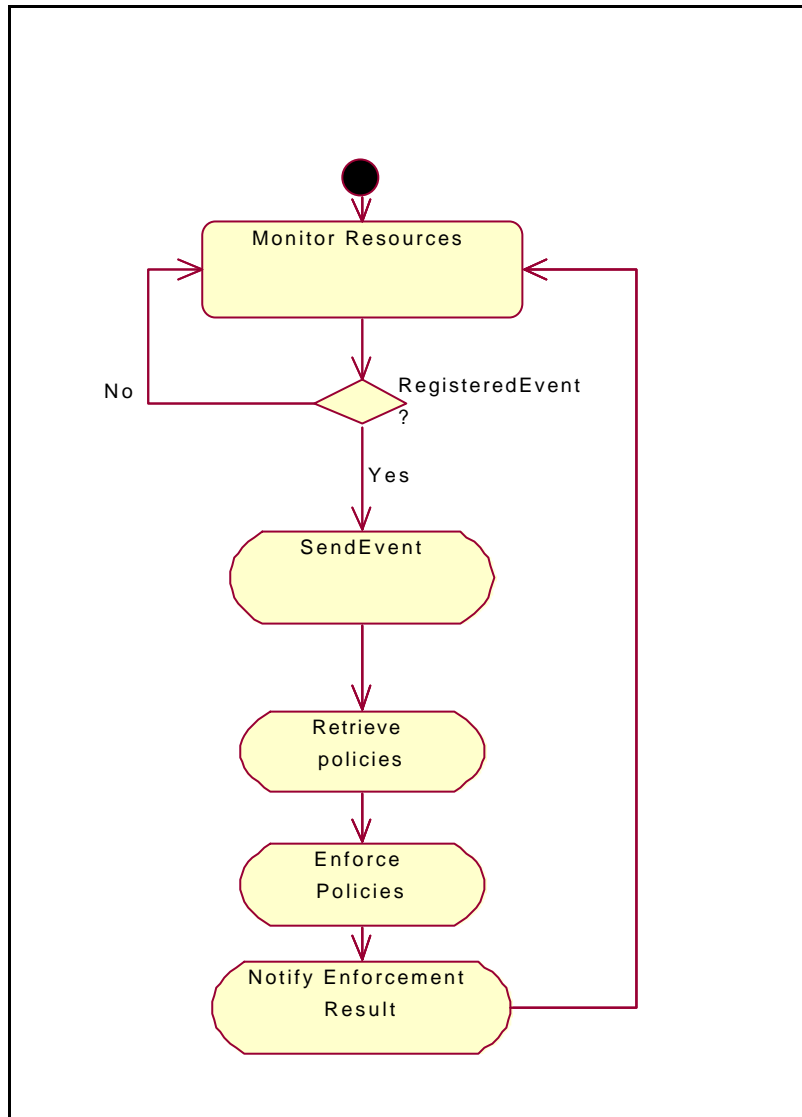 Monitor Resources
RegisteredEvent
?
No
Yes
SendEvent
Retrieve
policies
Enforce
Policies
Notify Enforcement
Result